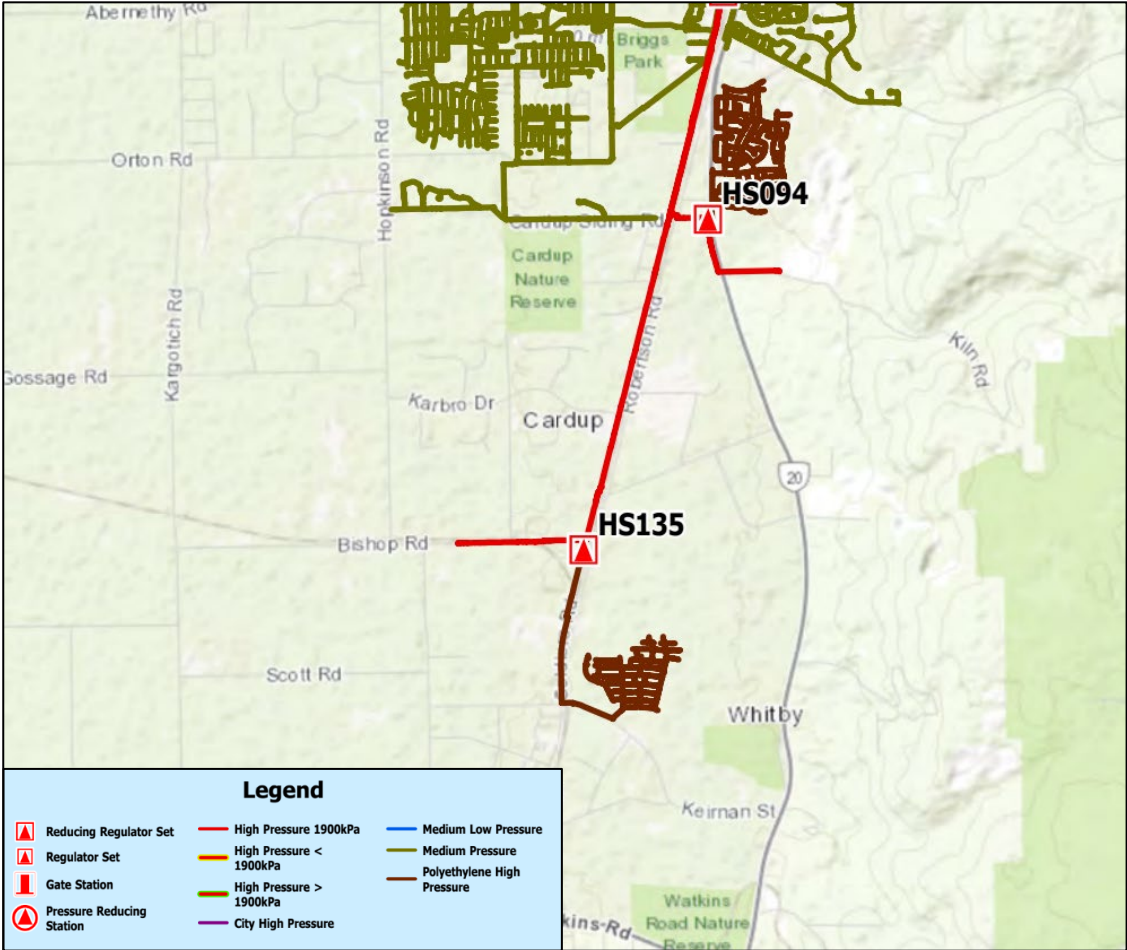 Abernethy Rd
Briggs
Park
Orton Rd
Hopkinson Rd
HS094
Cardup Siding Rd
Cardup
Nature
Reserve
Kargotich Rd
Robertson Rd
Kiln Rd
Gossage Rd
Karbro Dr
Cardup
20
HS135
Bishop Rd
Scott Rd
Whitby
Keirnan St
Watkins
Road Nature
Reserve
kins-Rd
Legend
Reducing Regulator Set
Regulator Set
Gate Station
Pressure Reducing
Station
High Pressure 1900kPa
High Pressure <
1900kPa
High Pressure >
1900kPa
City High Pressure
Medium Low Pressure
Medium Pressure
Polyethylene High
Pressure